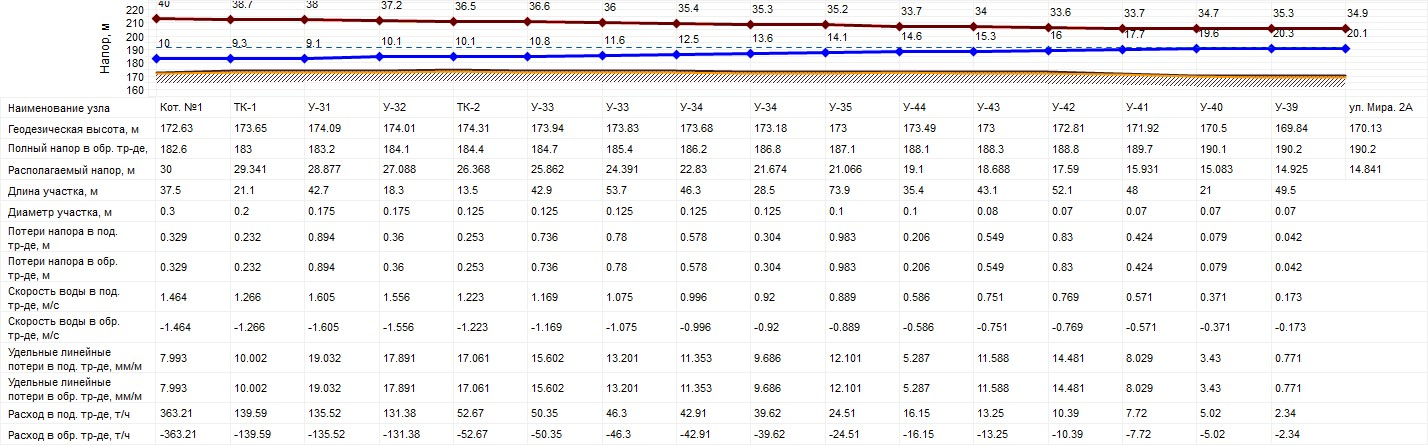 220
210
200
190
180
170
160
Напор, м
40 38.7 38 37.2 36.5 36.6 36 35.4 35.3 35.2 33.7 34 33.6 33.7 34.7 35.3 34.9
10 9.3 9.1 10.1 10.1 10.8 11.6 12.5 13.6 14.1 14.6 15.3 16 17.7 19.6 20.3 20.1
Наименование узла Кот. №1 ТК-1 У-31 У-32 ТК-2 У-33 У-33 У-34 У-34 У-35 У-44 У-43 У-42 У-41 У-40 У-39 ул. Мира. 2А
Геодезическая высота, м 172.63 173.65 174.09 174.01 174.31 173.94 173.83 173.68 173.18 173 173.49 173 172.81 171.92 170.5 169.84 170.13
Полный напор в обр. тр-де, 182.6 183 183.2 184.1 184.4 184.7 185.4 186.2 186.8 187.1 188.1 188.3 188.8 189.7 190.1 190.2 190.2
Располагаемый напор, м 30 29.341 28.877 27.088 26.368 25.862 24.391 22.83 21.674 21.066 19.1 18.688 17.59 15.931 15.083 14.925 14.841
Длина участка, м 37.5 21.1 42.7 18.3 13.5 42.9 53.7 46.3 28.5 73.9 35.4 43.1 52.1 48 21 49.5
Диаметр участка, м 0.3 0.2 0.175 0.175 0.125 0.125 0.125 0.125 0.125 0.1 0.1 0.08 0.07 0.07 0.07 0.07
Потери напора в под.
тр-де, м 0.329 0.232 0.894 0.36 0.253 0.736 0.78 0.578 0.304 0.983 0.206 0.549 0.83 0.424 0.079 0.042
Потери напора в обр.
тр-де, м 0.329 0.232 0.894 0.36 0.253 0.736 0.78 0.578 0.304 0.983 0.206 0.549 0.83 0.424 0.079 0.042
Скорость воды в под.
тр-де, м/с 1.464 1.266 1.605 1.556 1.223 1.169 1.075 0.996 0.92 0.889 0.586 0.751 0.769 0.571 0.371 0.173
Скорость воды в обр.
тр-де, м/с -1.464 -1.266 -1.605 -1.556 -1.223 -1.169 -1.075 -0.996 -0.92 -0.889 -0.586 -0.751 -0.769 -0.571 -0.371 -0.173
Удельные линейные
потери в под. тр-де, мм/м 7.993 10.002 19.032 17.891 17.061 15.602 13.201 11.353 9.686 12.101 5.287 11.588 14.481 8.029 3.43 0.771
Удельные линейные
потери в обр. тр-де, мм/м 7.993 10.002 19.032 17.891 17.061 15.602 13.201 11.353 9.686 12.101 5.287 11.588 14.481 8.029 3.43 0.771
Расход в под. тр-де, т/ч 363.21 139.59 135.52 131.38 52.67 50.35 46.3 42.91 39.62 24.51 16.15 13.25 10.39 7.72 5.02 2.34
Расход в обр. тр-де, т/ч -363.21 -139.59 -135.52 -131.38 -52.67 -50.35 -46.3 -42.91 -39.62 -24.51 -16.15 -13.25 -10.39 -7.72 -5.02 -2.34